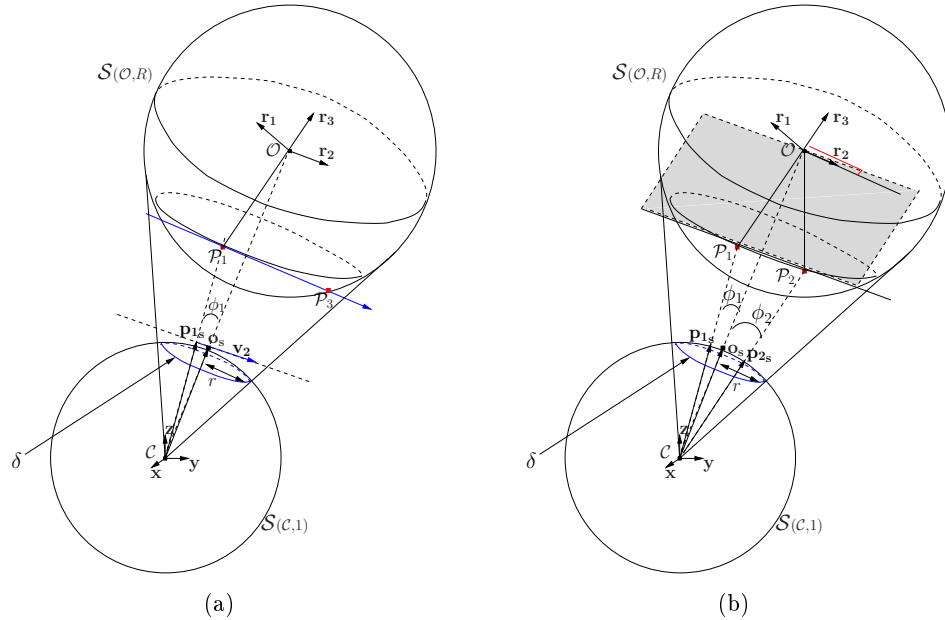 S(O,R)
r1
r3
O
r2
P1
P3
ϕ1
p1s
os
v2
r
z
C
x
y
δ
S(C,1)
(a)
S(O,R)
r1
r3
O
r2
P1
P2
ϕ1
ϕ2
p1s
os
p2s
r
z
C
x
y
δ
S(C,1)
(b)